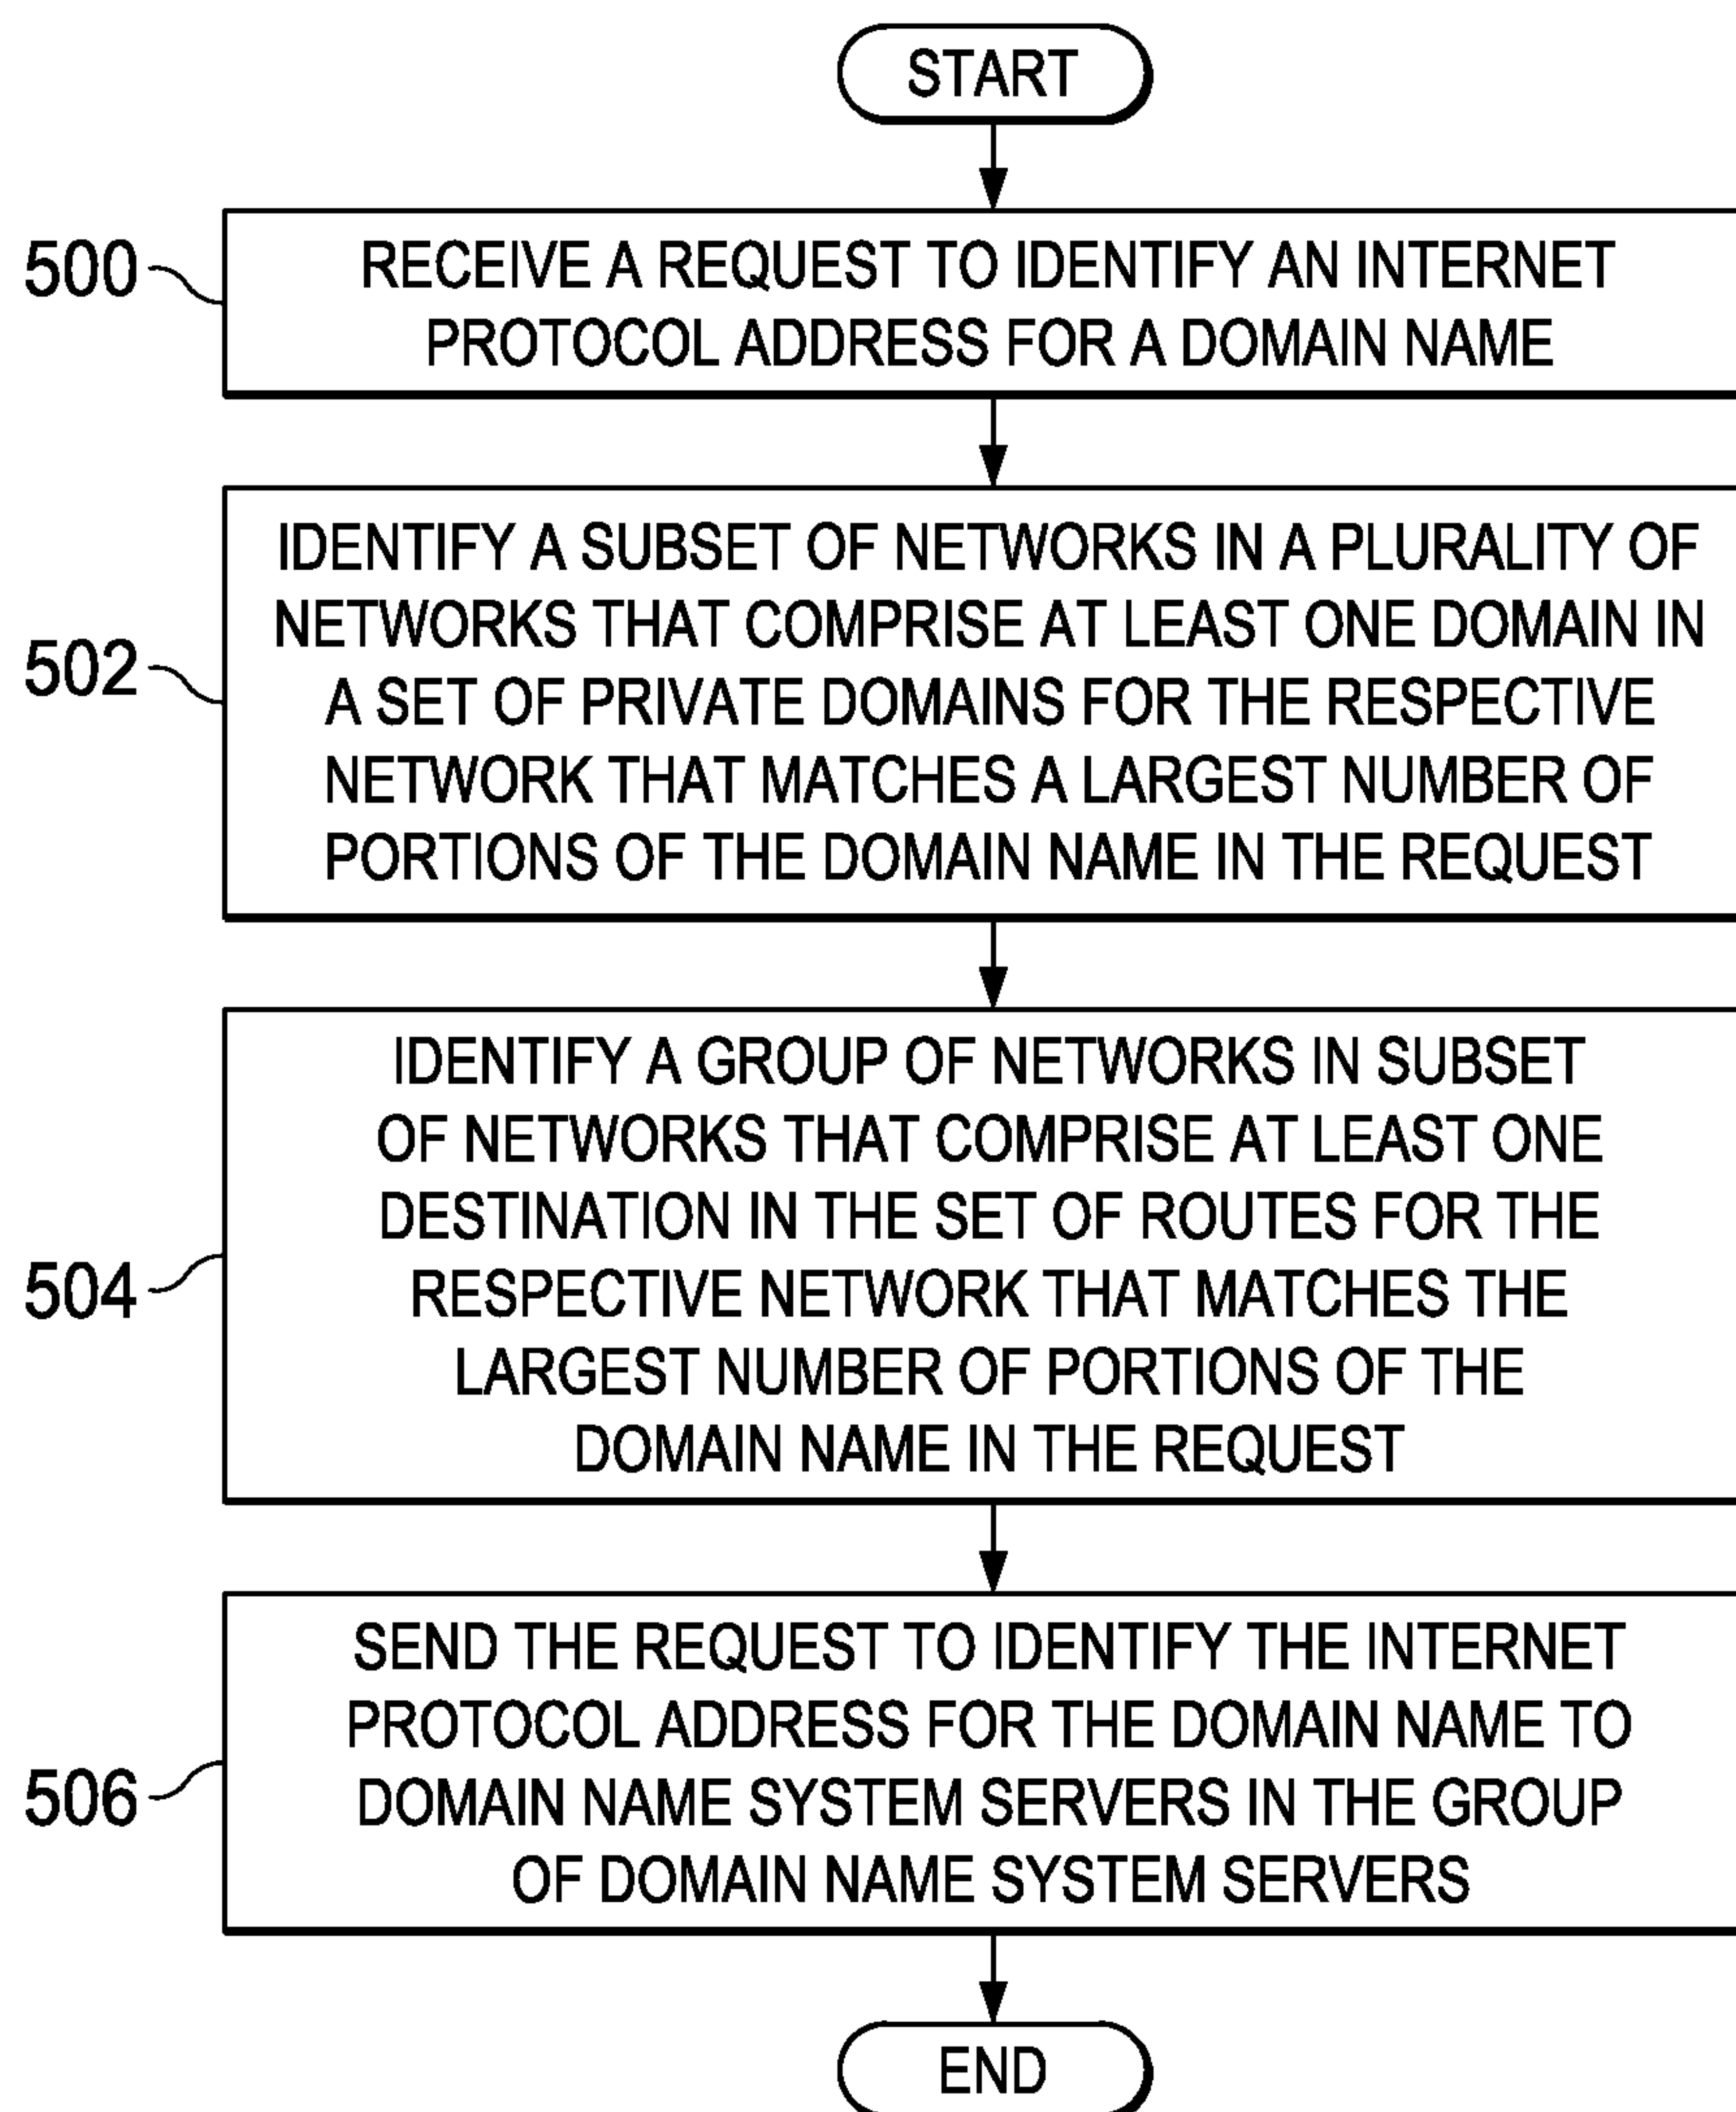 START
500
RECEIVE A REQUEST TO IDENTIFY AN INTERNET
PROTOCOL ADDRESS FOR A DOMAIN NAME
502
IDENTIFY A SUBSET OF NETWORKS IN A PLURALITY OF
NETWORKS THAT COMPRISE AT LEAST ONE DOMAIN IN
A SET OF PRIVATE DOMAINS FOR THE RESPECTIVE
NETWORK THAT MATCHES A LARGEST NUMBER OF
PORTIONS OF THE DOMAIN NAME IN THE REQUEST
504
IDENTIFY A GROUP OF NETWORKS IN SUBSET
OF NETWORKS THAT COMPRISE AT LEAST ONE
DESTINATION IN THE SET OF ROUTES FOR THE
RESPECTIVE NETWORK THAT MATCHES THE
LARGEST NUMBER OF PORTIONS OF THE
DOMAIN NAME IN THE REQUEST
506
SEND THE REQUEST TO IDENTIFY THE INTERNET
PROTOCOL ADDRESS FOR THE DOMAIN NAME TO
DOMAIN NAME SYSTEM SERVERS IN THE GROUP
OF DOMAIN NAME SYSTEM SERVERS
END